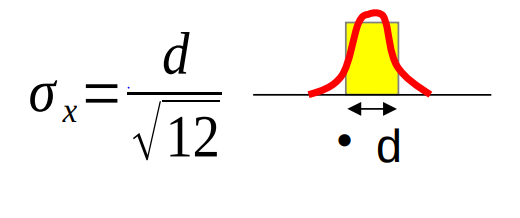 σx = d / √12
• d